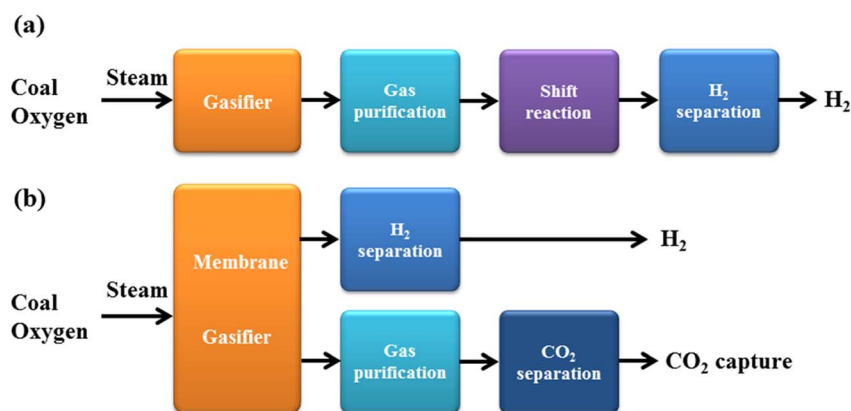 (a)
Steam
Coal
Oxygen
Gasifier
Gas
purification
Shift
reaction
H₂
separation
H₂
(b)
Steam
Coal
Oxygen
Membrane
Gasifier
H₂
separation
H₂
Gas
purification
CO₂
separation
CO₂ capture